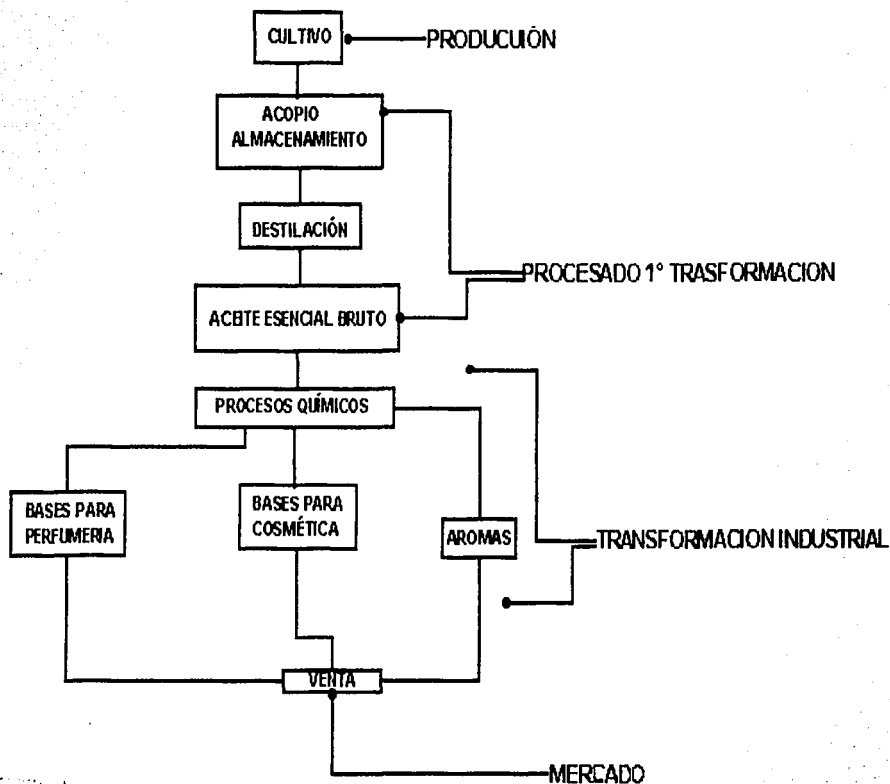 CULTIVO
PRODUCUIÓN
ACOPIO
ALMACENAMIENTO
DESTILACIÓN
PROCESADO 1° TRASFORMACION
ACEITE ESENCIAL BRUTO
PROCESOS QUÍMICOS
BASES PARA
PERFUMERIA
BASES PARA
COSMÉTICA
AROMAS
TRANSFORMACION INDUSTRIAL
VENTA
MERCADO